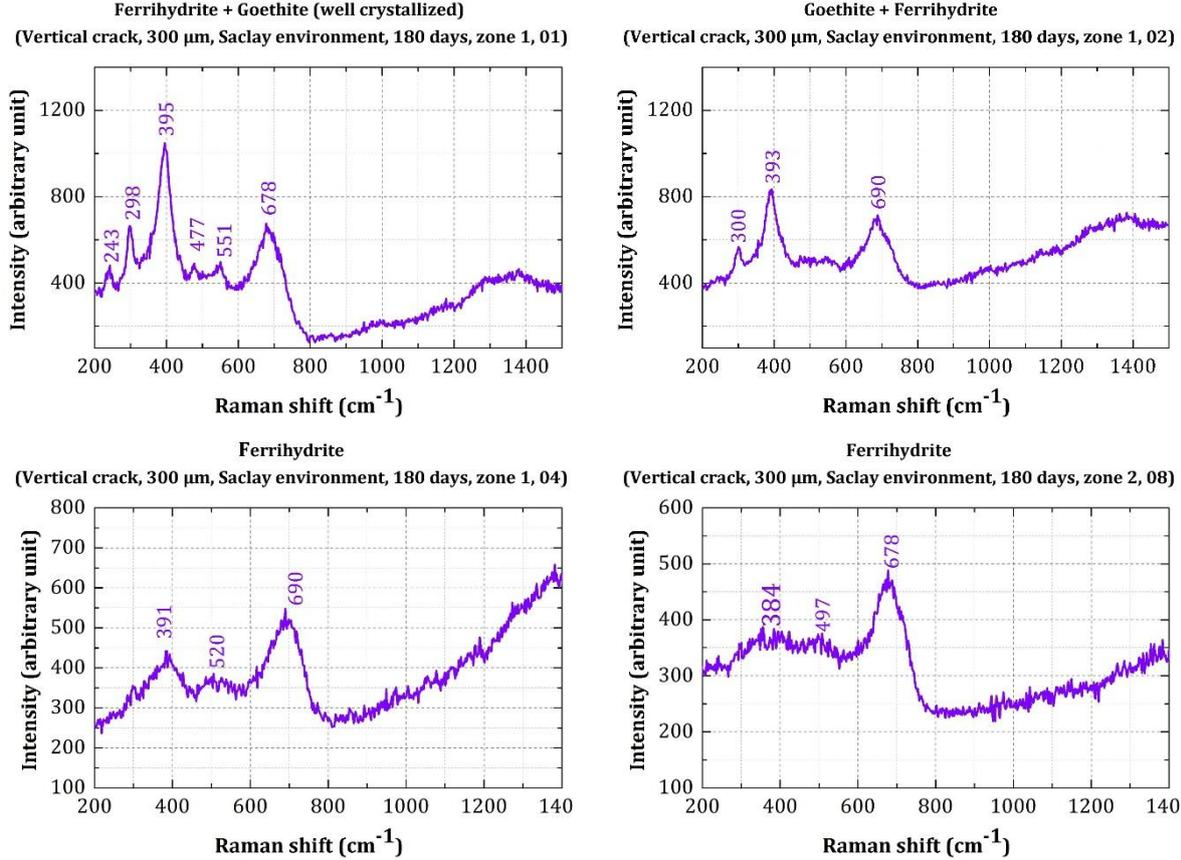 Ferrihydrite + Goethite (well crystallized)
(Vertical crack, 300 µm, Saclay environment, 180 days, zone 1, 01)
Intensity (arbitrary unit)
1200
800
400
243
298
395
477
551
678
200 400 600 800 1000 1200 1400
Raman shift (cm-1)
Goethite + Ferrihydrite
(Vertical crack, 300 µm, Saclay environment, 180 days, zone 1, 02)
Intensity (arbitrary unit)
1200
800
400
300
393
690
200 400 600 800 1000 1200 1400
Raman shift (cm-1)
Ferrihydrite
(Vertical crack, 300 µm, Saclay environment, 180 days, zone 1, 04)
Intensity (arbitrary unit)
800
700
600
500
400
300
200
100
391
520
690
200 400 600 800 1000 1200 140
Raman shift (cm-1)
Ferrihydrite
(Vertical crack, 300 µm, Saclay environment, 180 days, zone 2, 08)
Intensity (arbitrary unit)
600
500
400
300
200
100
384
497
678
200 400 600 800 1000 1200 140
Raman shift (cm-1)